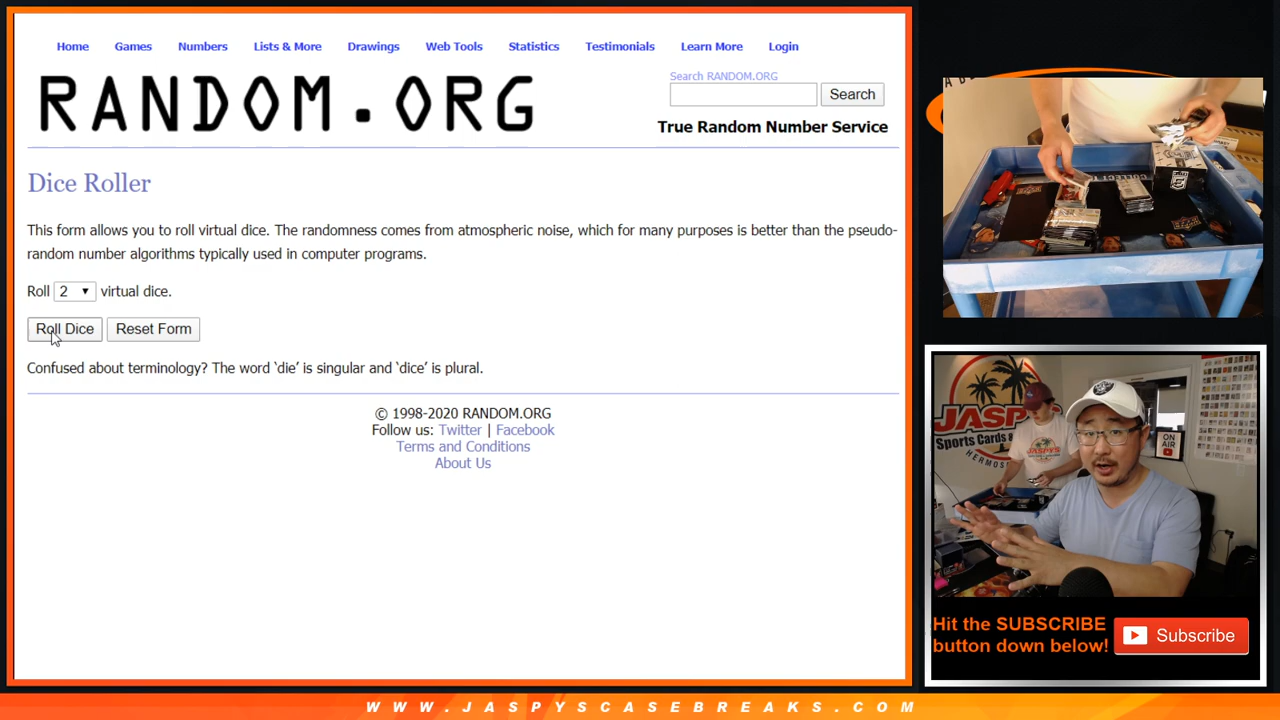 Home Games Numbers Lists & More Drawings Web Tools Statistics Testimonials Learn More Login
RANDOM.ORG
Search RANDOM.ORG
Search
True Random Number Service
Dice Roller
This form allows you to roll virtual dice. The randomness comes from atmospheric noise, which for many purposes is better than the pseudo-
random number algorithms typically used in computer programs.
Roll 2 virtual dice.
Roll Dice Reset Form
Confused about terminology? The word ‘die’ is singular and ‘dice’ is plural.
© 1998-2020 RANDOM.ORG
Follow us: Twitter | Facebook
Terms and Conditions
About Us
JASPY'S
Sports Cards &
HERMOS
ON
AIR
Hit the SUBSCRIBE
button down below!
Subscribe
WWW.JASPYSCASEBREAKS.COM